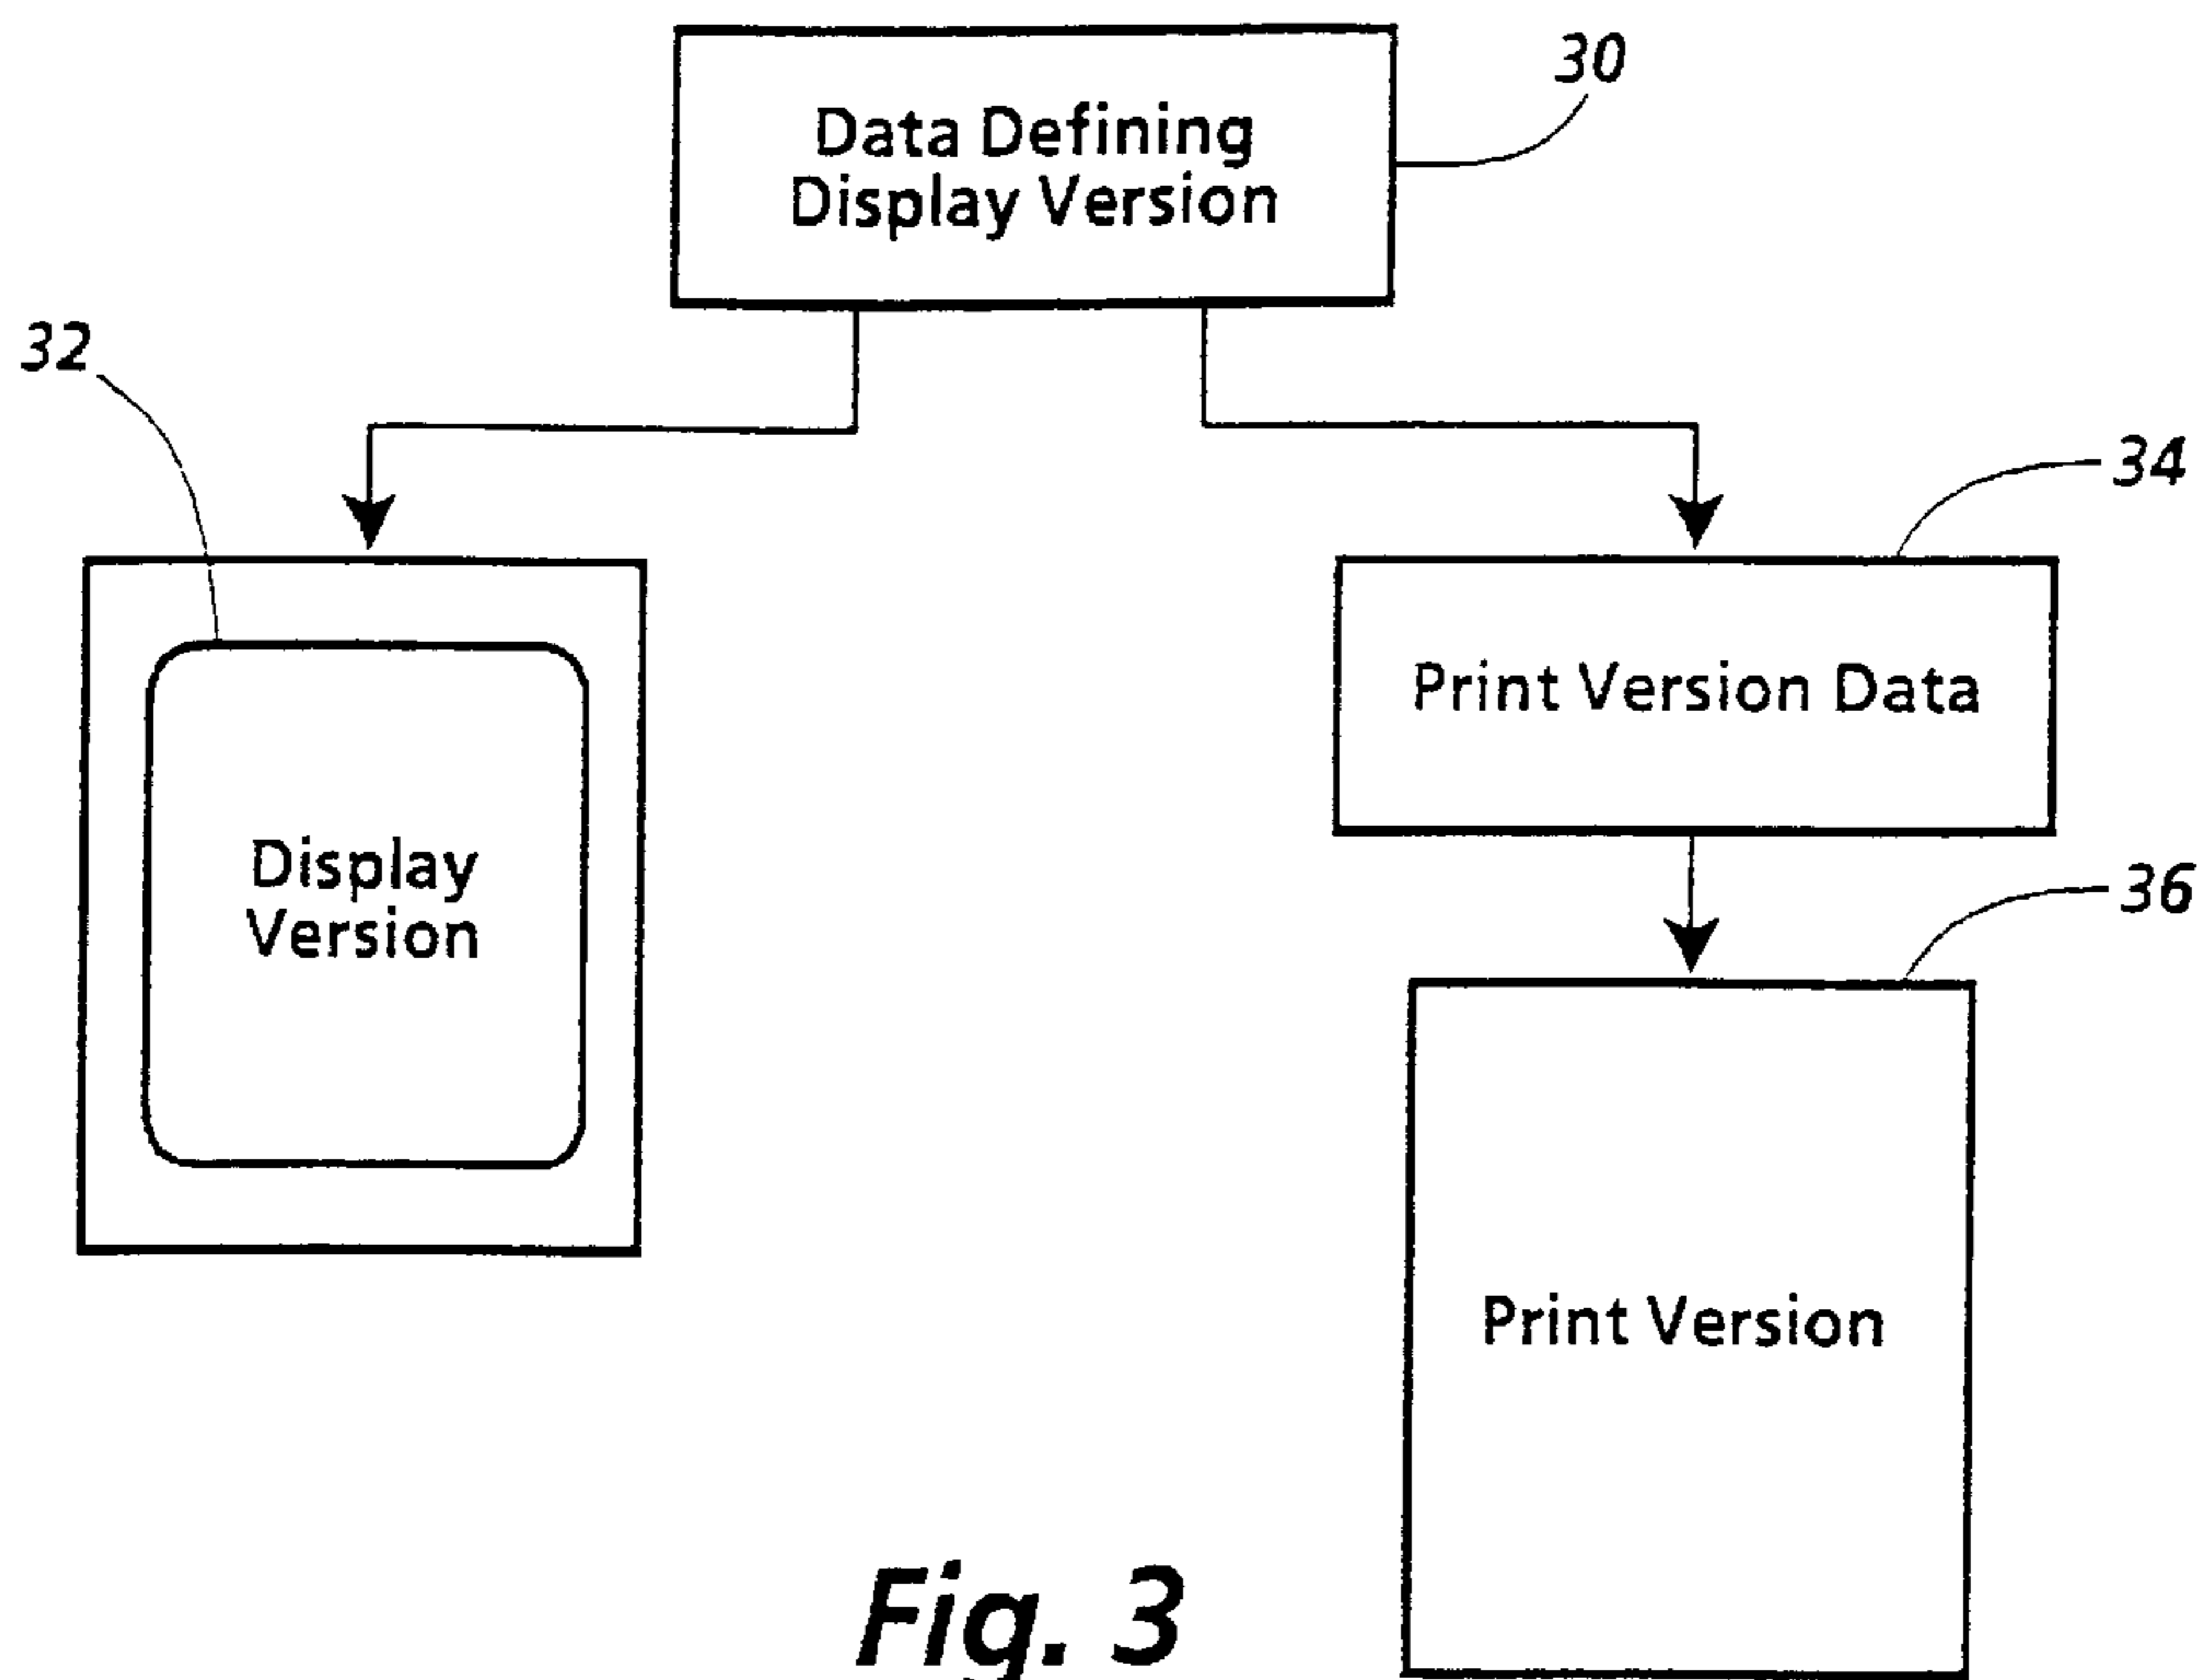 30
Data Defining
Display Version
32
34
Print Version Data
Display
Version
36
Print Version
Fig. 3